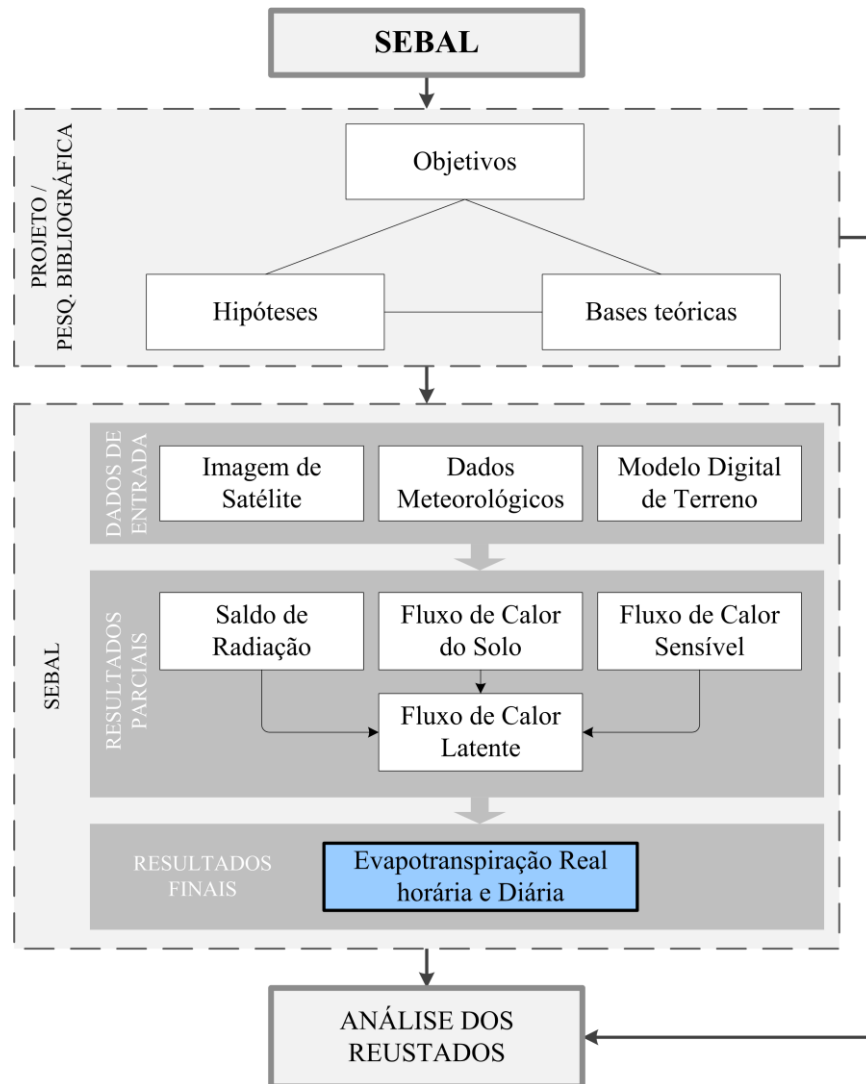 SEBAL
PROJETO /
PESQ. BIBLIOGRÁFICA
Objetivos
Hipóteses
Bases teóricas
SEBAL
DADOS DE
ENTRADA
Imagem de
Satélite
Dados
Meteorológicos
Modelo Digital
de Terreno
RESULTADOS
PARCIAIS
Saldo de
Radiação
Fluxo de Calor
do Solo
Fluxo de Calor
Sensível
Fluxo de Calor
Latente
RESULTADOS
FINAIS
Evapotranspiração Real
horária e Diária
ANÁLISE DOS
REUSTADOS